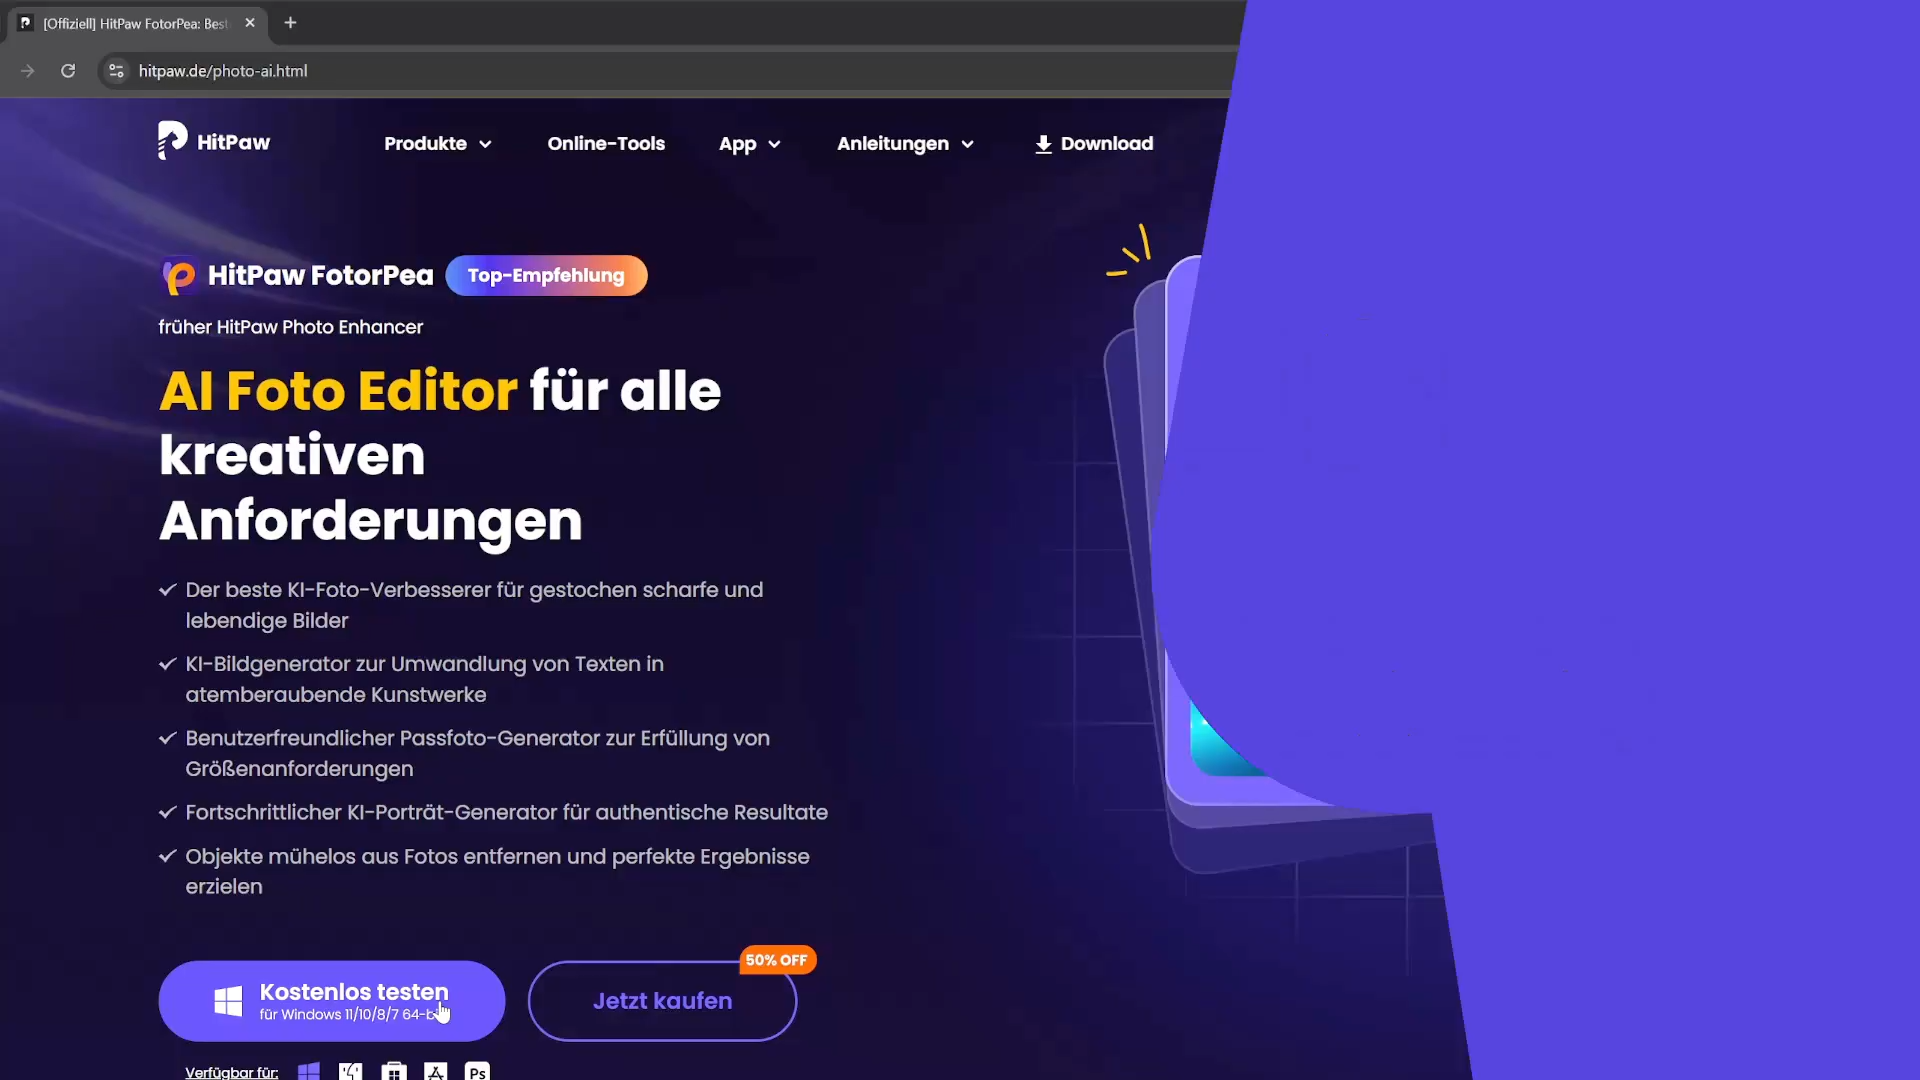 [Offiziell] HitPaw FotorPea: Best
hitpaw.de/photo-ai.html
HitPaw
Produkte
Online-Tools
App
Anleitungen
Download
HitPaw FotorPea
Top-Empfehlung
früher HitPaw Photo Enhancer
AI Foto Editor für alle
kreativen
Anforderungen
Der beste KI-Foto-Verbesserer für gestochen scharfe und
lebendige Bilder
KI-Bildgenerator zur Umwandlung von Texten in
atemberaubende Kunstwerke
Benutzerfreundlicher Passfoto-Generator zur Erfüllung von
Größenanforderungen
Fortschrittlicher KI-Porträt-Generator für authentische Resultate
Objekte mühelos aus Fotos entfernen und perfekte Ergebnisse
erzielen
50% OFF
Kostenlos testen
für Windows 11/10/8/7 64-b
Jetzt kaufen
Verfügbar für:
Ps